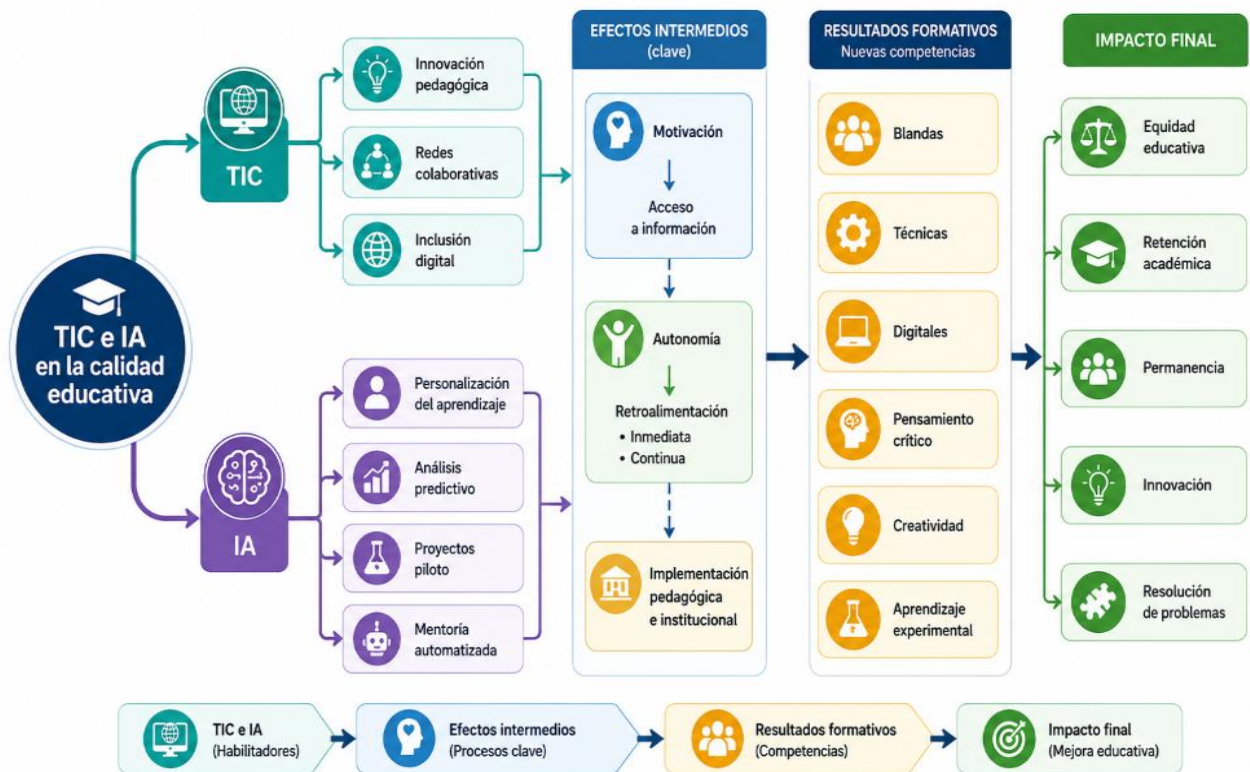 TIC e IA
en la calidad
educativa
TIC
Innovación
pedagógica
Redes
colaborativas
Inclusión
digital
IA
Personalización
del aprendizaje
Análisis
predictivo
Proyectos
piloto
Mentoría
automatizada
EFECTOS INTERMEDIOS
(clave)
Motivación
Acceso
a información
Autonomía
Retroalimentación
• Inmediata
• Continua
Implementación
pedagógica
e institucional
RESULTADOS FORMATIVOS
Nuevas competencias
Blandas
Técnicas
Digitales
Pensamiento
crítico
Creatividad
Aprendizaje
experimental
IMPACTO FINAL
Equidad
educativa
Retención
académica
Permanencia
Innovación
Resolución
de problemas
TIC e IA
(Habilitadores)
Efectos intermedios
(Procesos clave)
Resultados formativos
(Competencias)
Impacto final
(Mejora educativa)